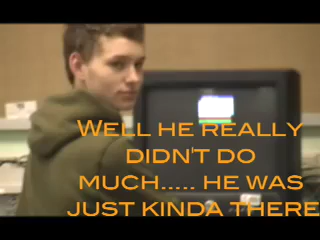 Well he really
didn't do
much..... he was
just kinda there